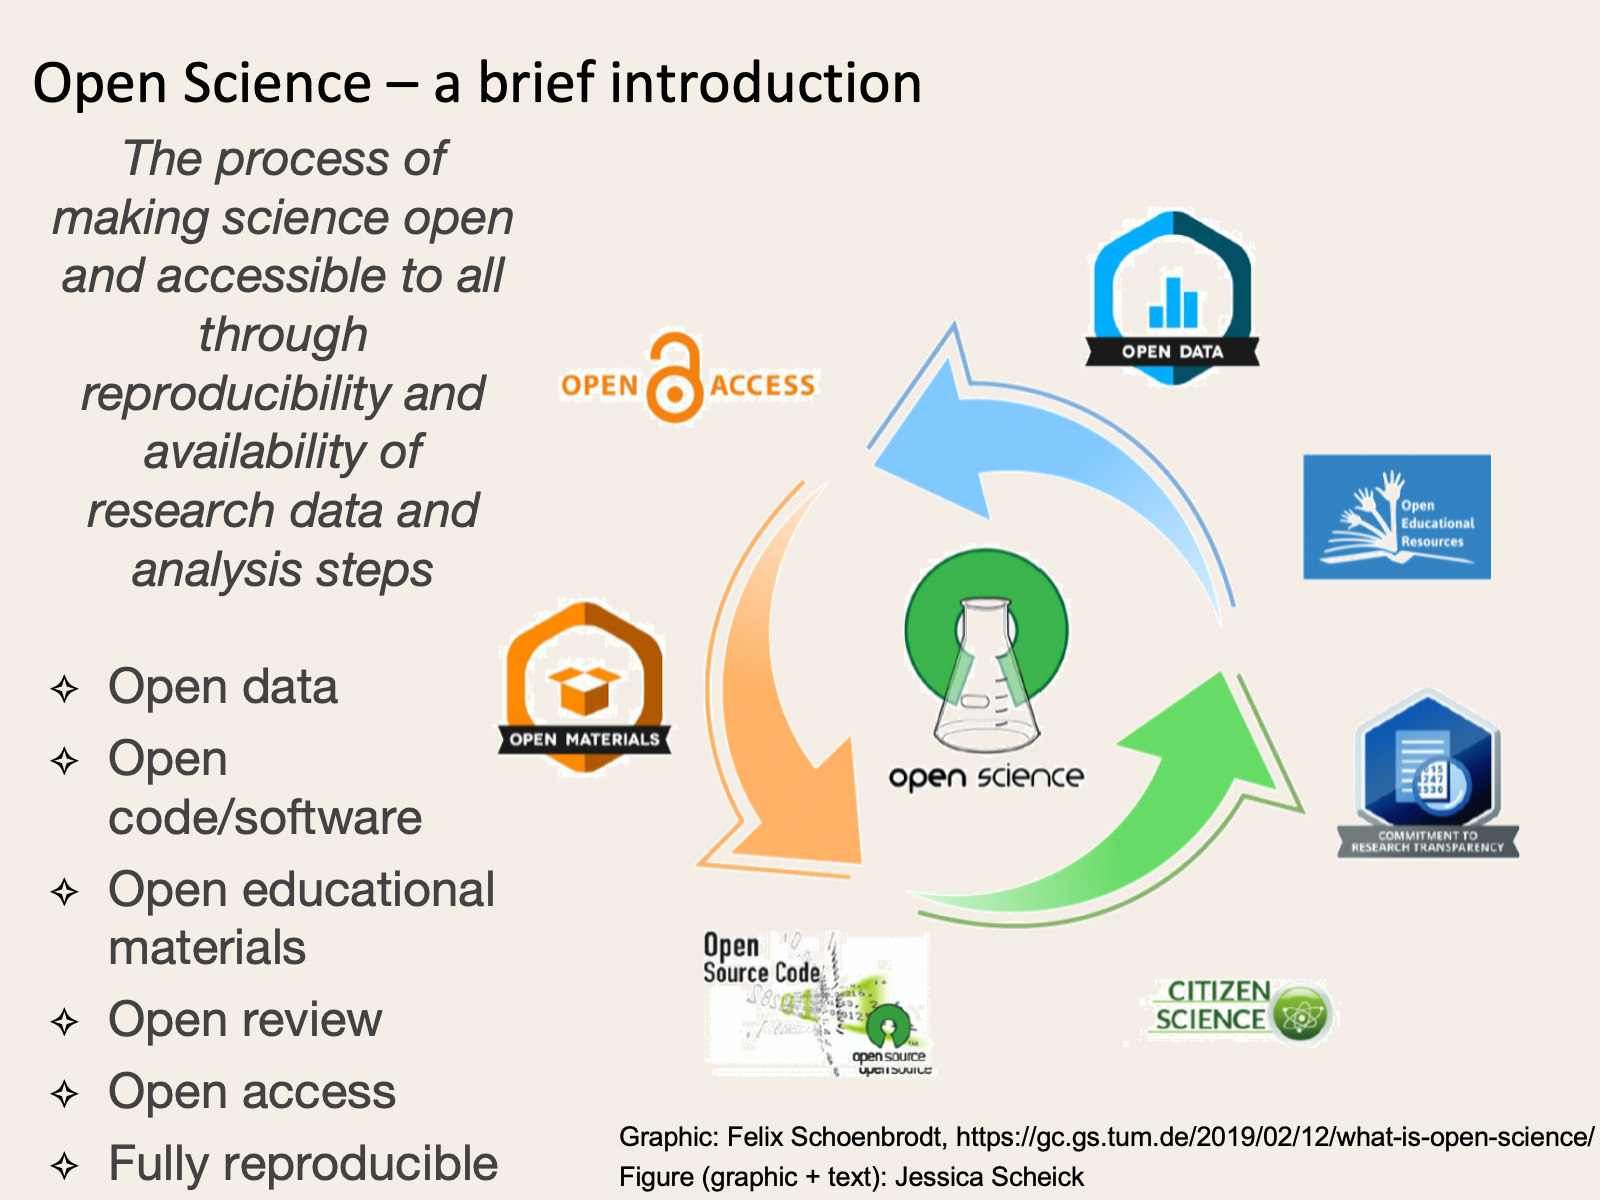 Open Science – a brief introduction
The process of
making science open
and accessible to all
through
reproducibility and
availability of
research data and
analysis steps
✧ Open data
✧ Open
code/software
✧ Open educational
materials
✧ Open review
✧ Open access
✧ Fully reproducible
OPEN ACCESS
OPEN DATA
Open
Educational
Resources
OPEN MATERIALS
open science
COMMITMENT TO
RESEARCH TRANSPARENCY
Open
Source Code
open source
open source
CITIZEN
SCIENCE
Graphic: Felix Schoenbrodt, https://gc.gs.tum.de/2019/02/12/what-is-open-science/
Figure (graphic + text): Jessica Scheick